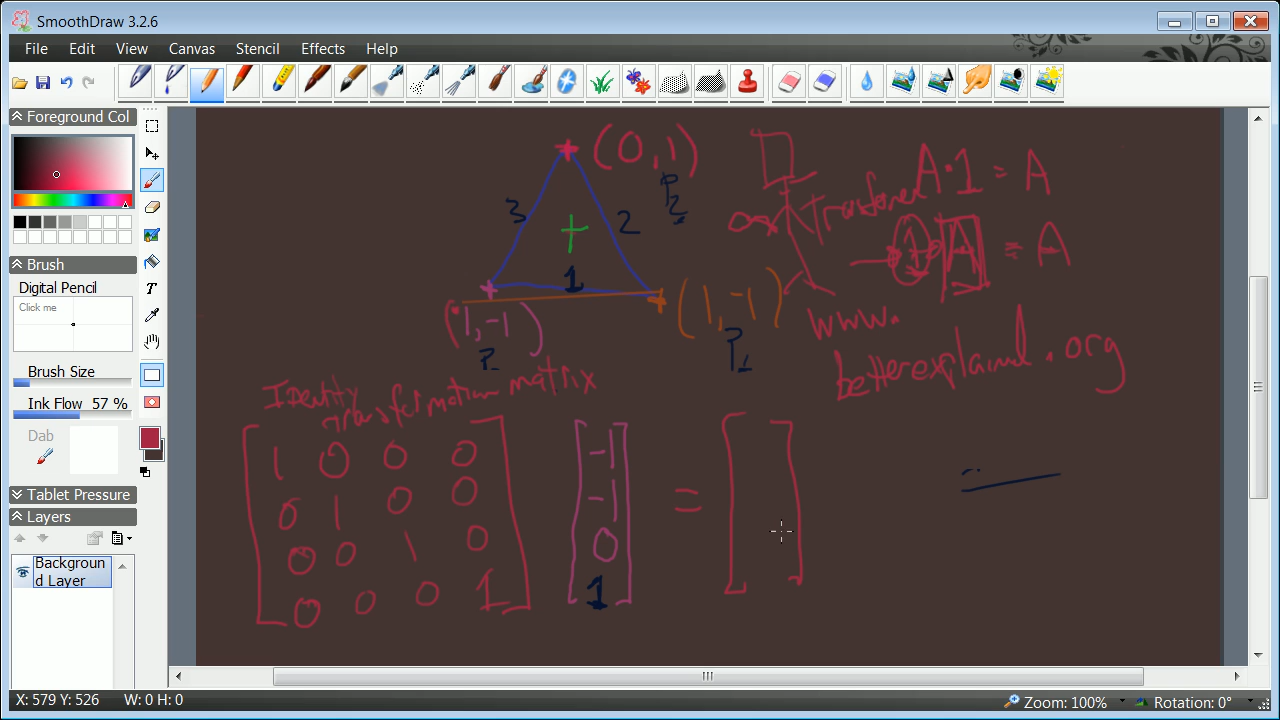 SmoothDraw 3.2.6
File Edit View Canvas Stencil Effects Help
Foreground Col
Brush
Digital Pencil
Click me
Brush Size
Ink Flow 57 %
Dab
Tablet Pressure
Layers
Background Layer
(0,1)
P2
3 2
1
(-1,-1)
P
(1,-1)
P1
A·1 = A
1 · A = A
www.
betterexplained.org
Identity
transformation matrix
1 0 0 0
0 1 0 0
0 0 1 0
0 0 0 1
-1
-1
0
1
=
X: 579 Y: 526 W: 0 H: 0
Zoom: 100% Rotation: 0°